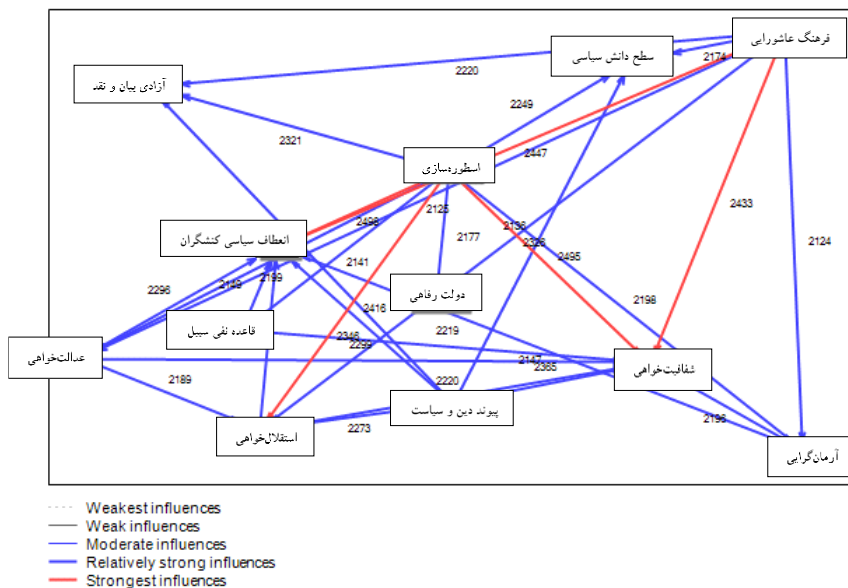 فرهنگ عاشورایی
سطح دانش سیاسی
2174
2220
آزادی بیان و نقد
2249
2321
2447
اسطوره‌سازی
2433
2498
2125
2136
2326
انعطاف سیاسی کنشگران
2177
2495
2124
2141
2149
2199
2296
دولت رفاهی
2198
2416
قاعده نفی سبیل
2219
2346
2299
عدالت‌خواهی
2147
2365
شفافیت‌خواهی
2189
2220
پیوند دین و سیاست
2196
استقلال‌خواهی
2273
آرمان‌گرایی
Weakest influences
Weak influences
Moderate influences
Relatively strong influences
Strongest influences